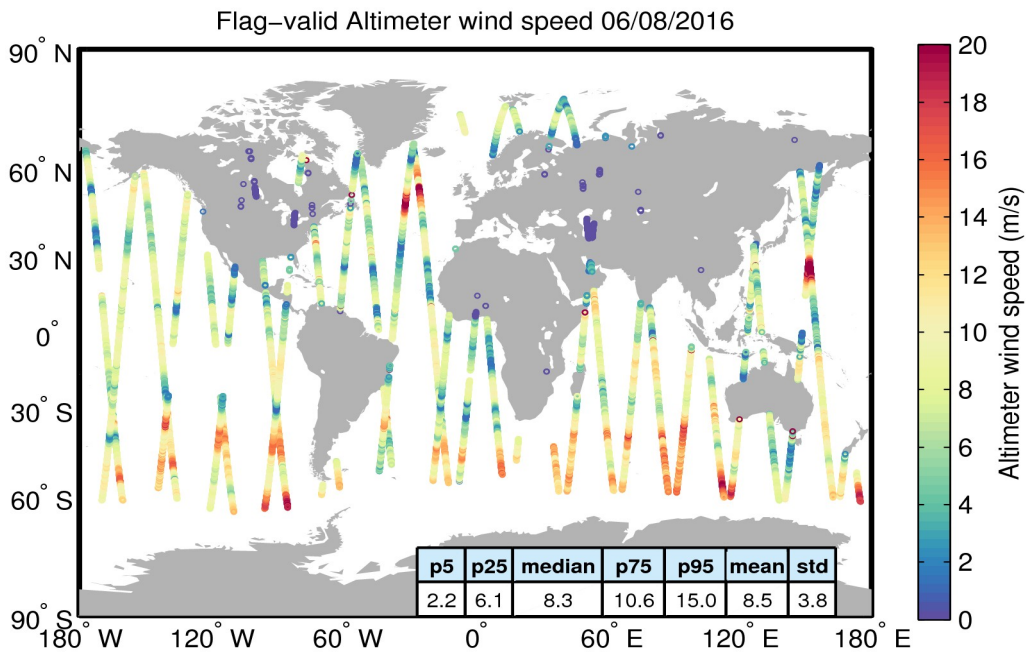 Flag−valid Altimeter wind speed 06/08/2016
90° N
60° N
30° N
0°
30° S
60° S
90° S
180° W
120° W
60° W
0°
60° E
120° E
180° E
p5 p25 median p75 p95 mean std
2.2 6.1 8.3 10.6 15.0 8.5 3.8
20
18
16
14
12
10
8
6
4
2
0
Altimeter wind speed (m/s)